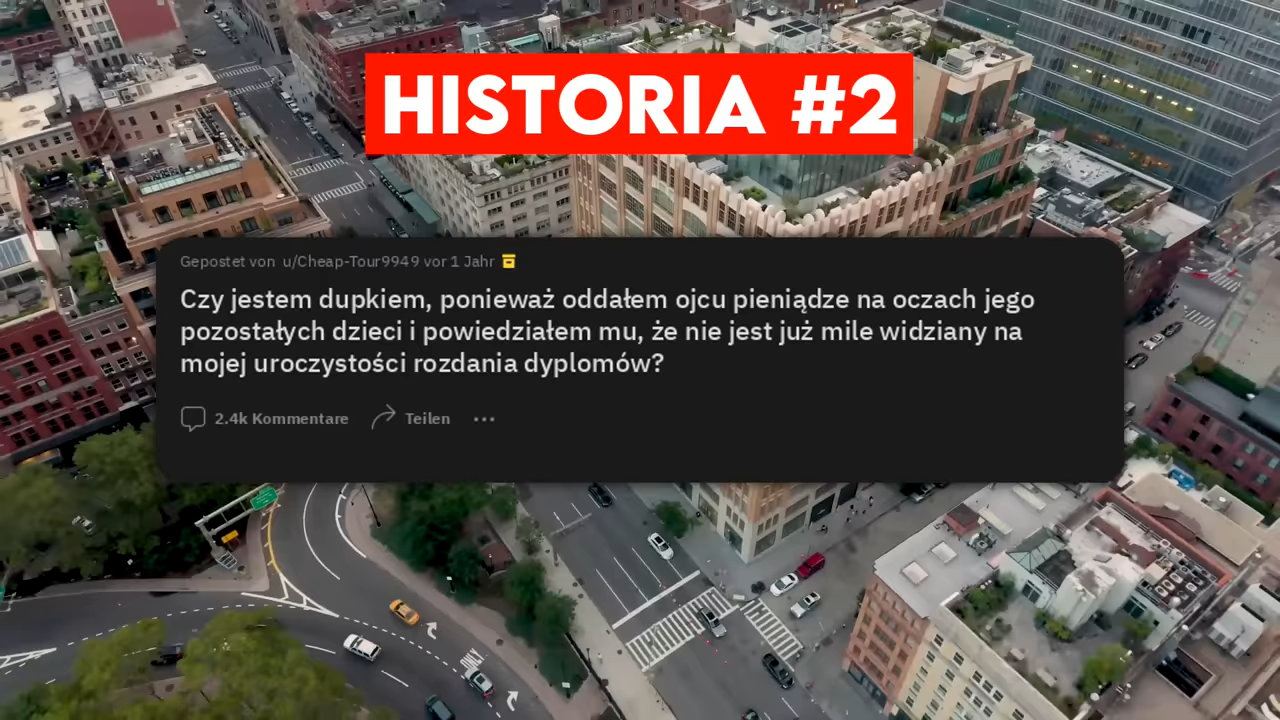 HISTORIA #2
Gepostet von u/Cheap-Tour9949 vor 1 Jahr
Czy jestem dupkiem, ponieważ oddałem ojcu pieniądze na oczach jego
pozostałych dzieci i powiedziałem mu, że nie jest już mile widziany na
mojej uroczystości rozdania dyplomów?
2.4k Kommentare Teilen
ONLY